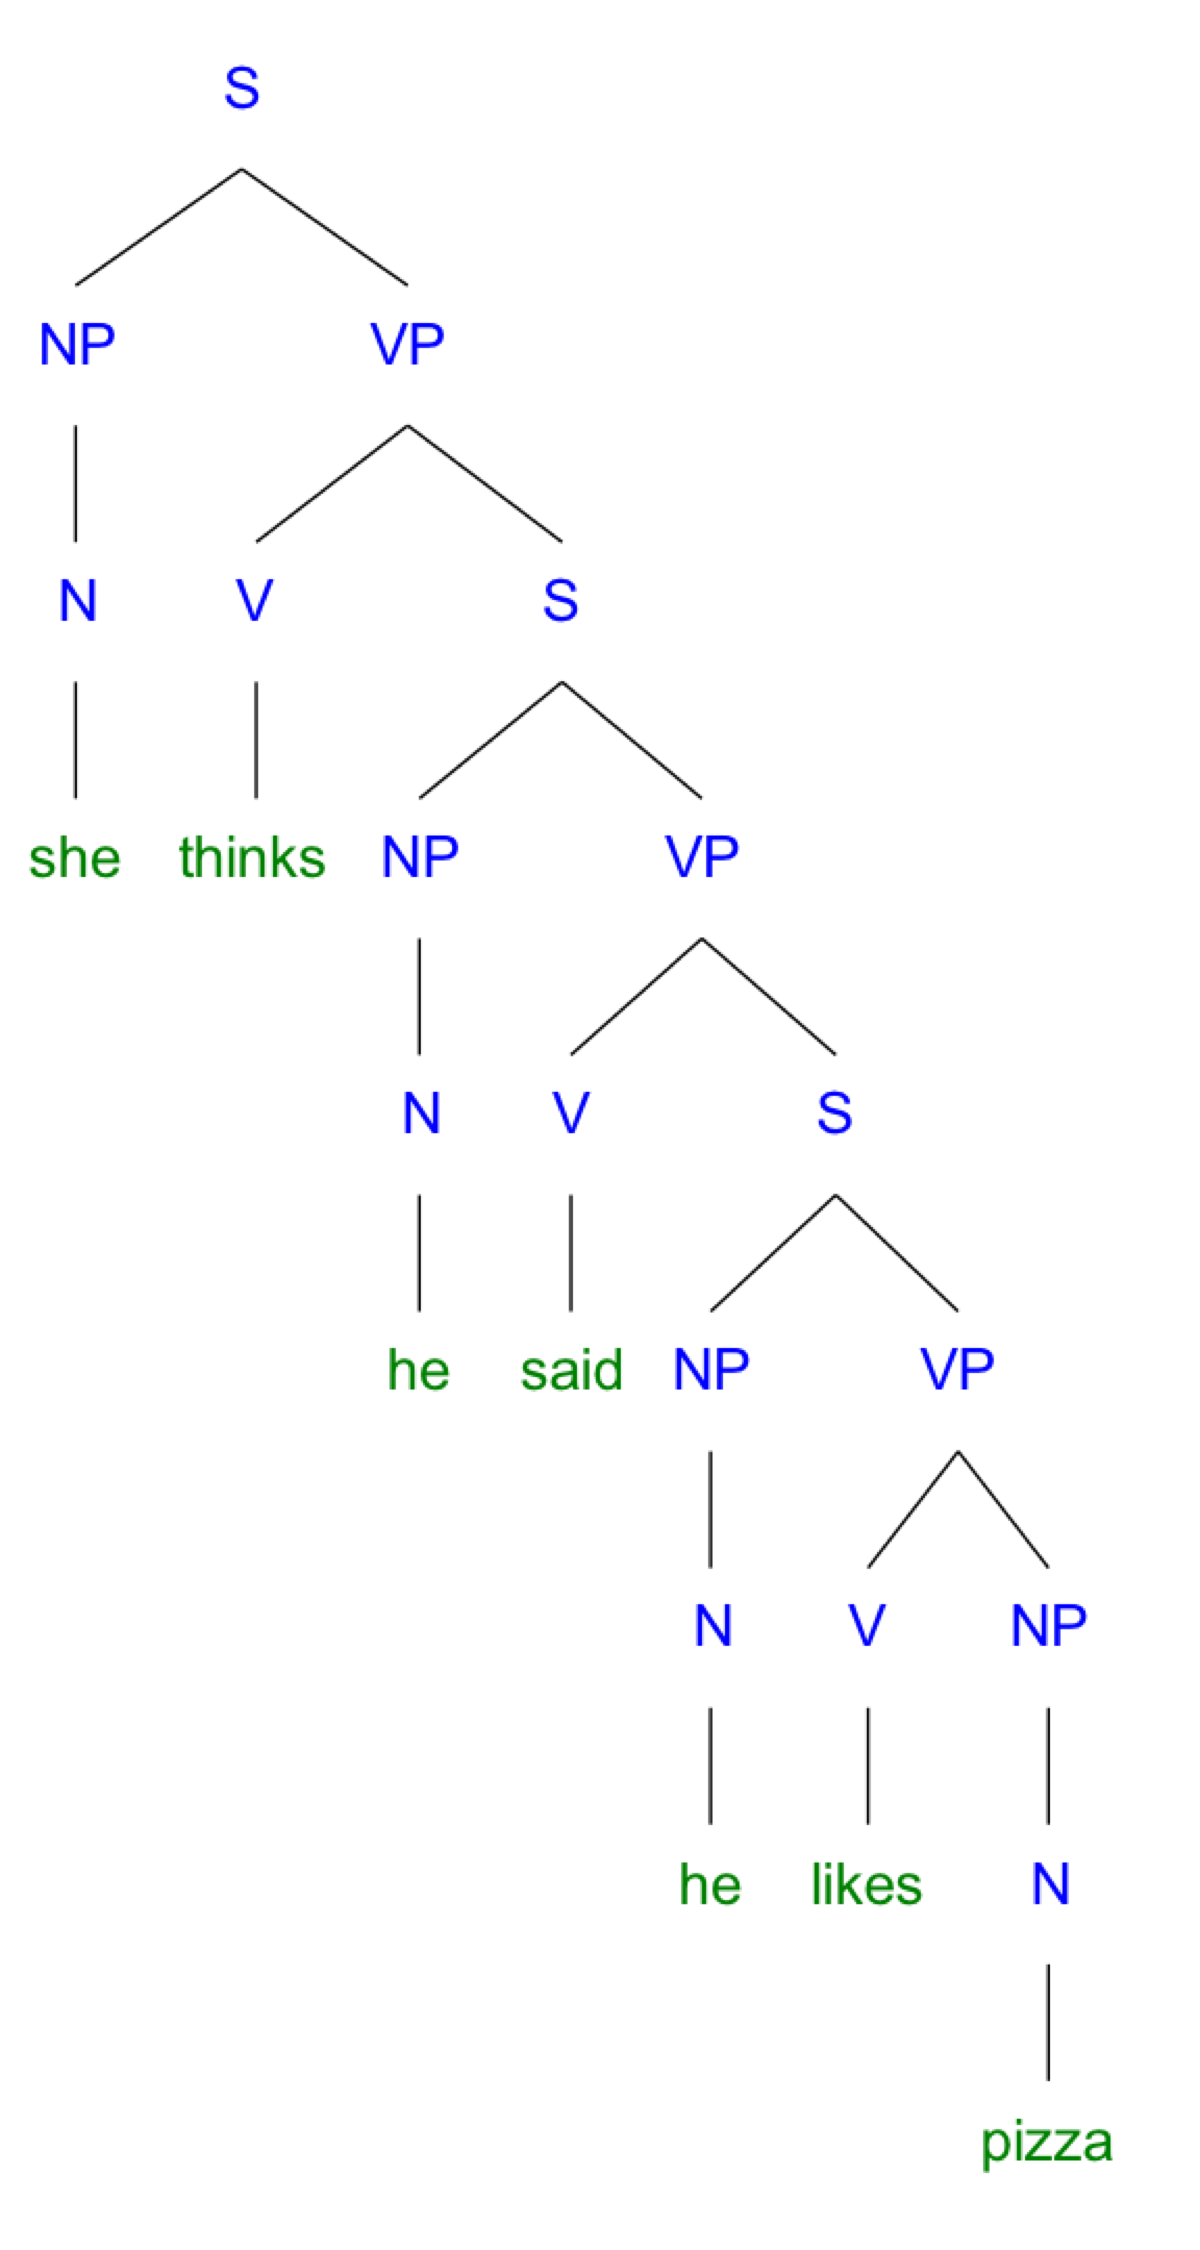 S
NP VP
N V S
she thinks NP VP
N V S
he said NP VP
N V NP
he likes N
pizza